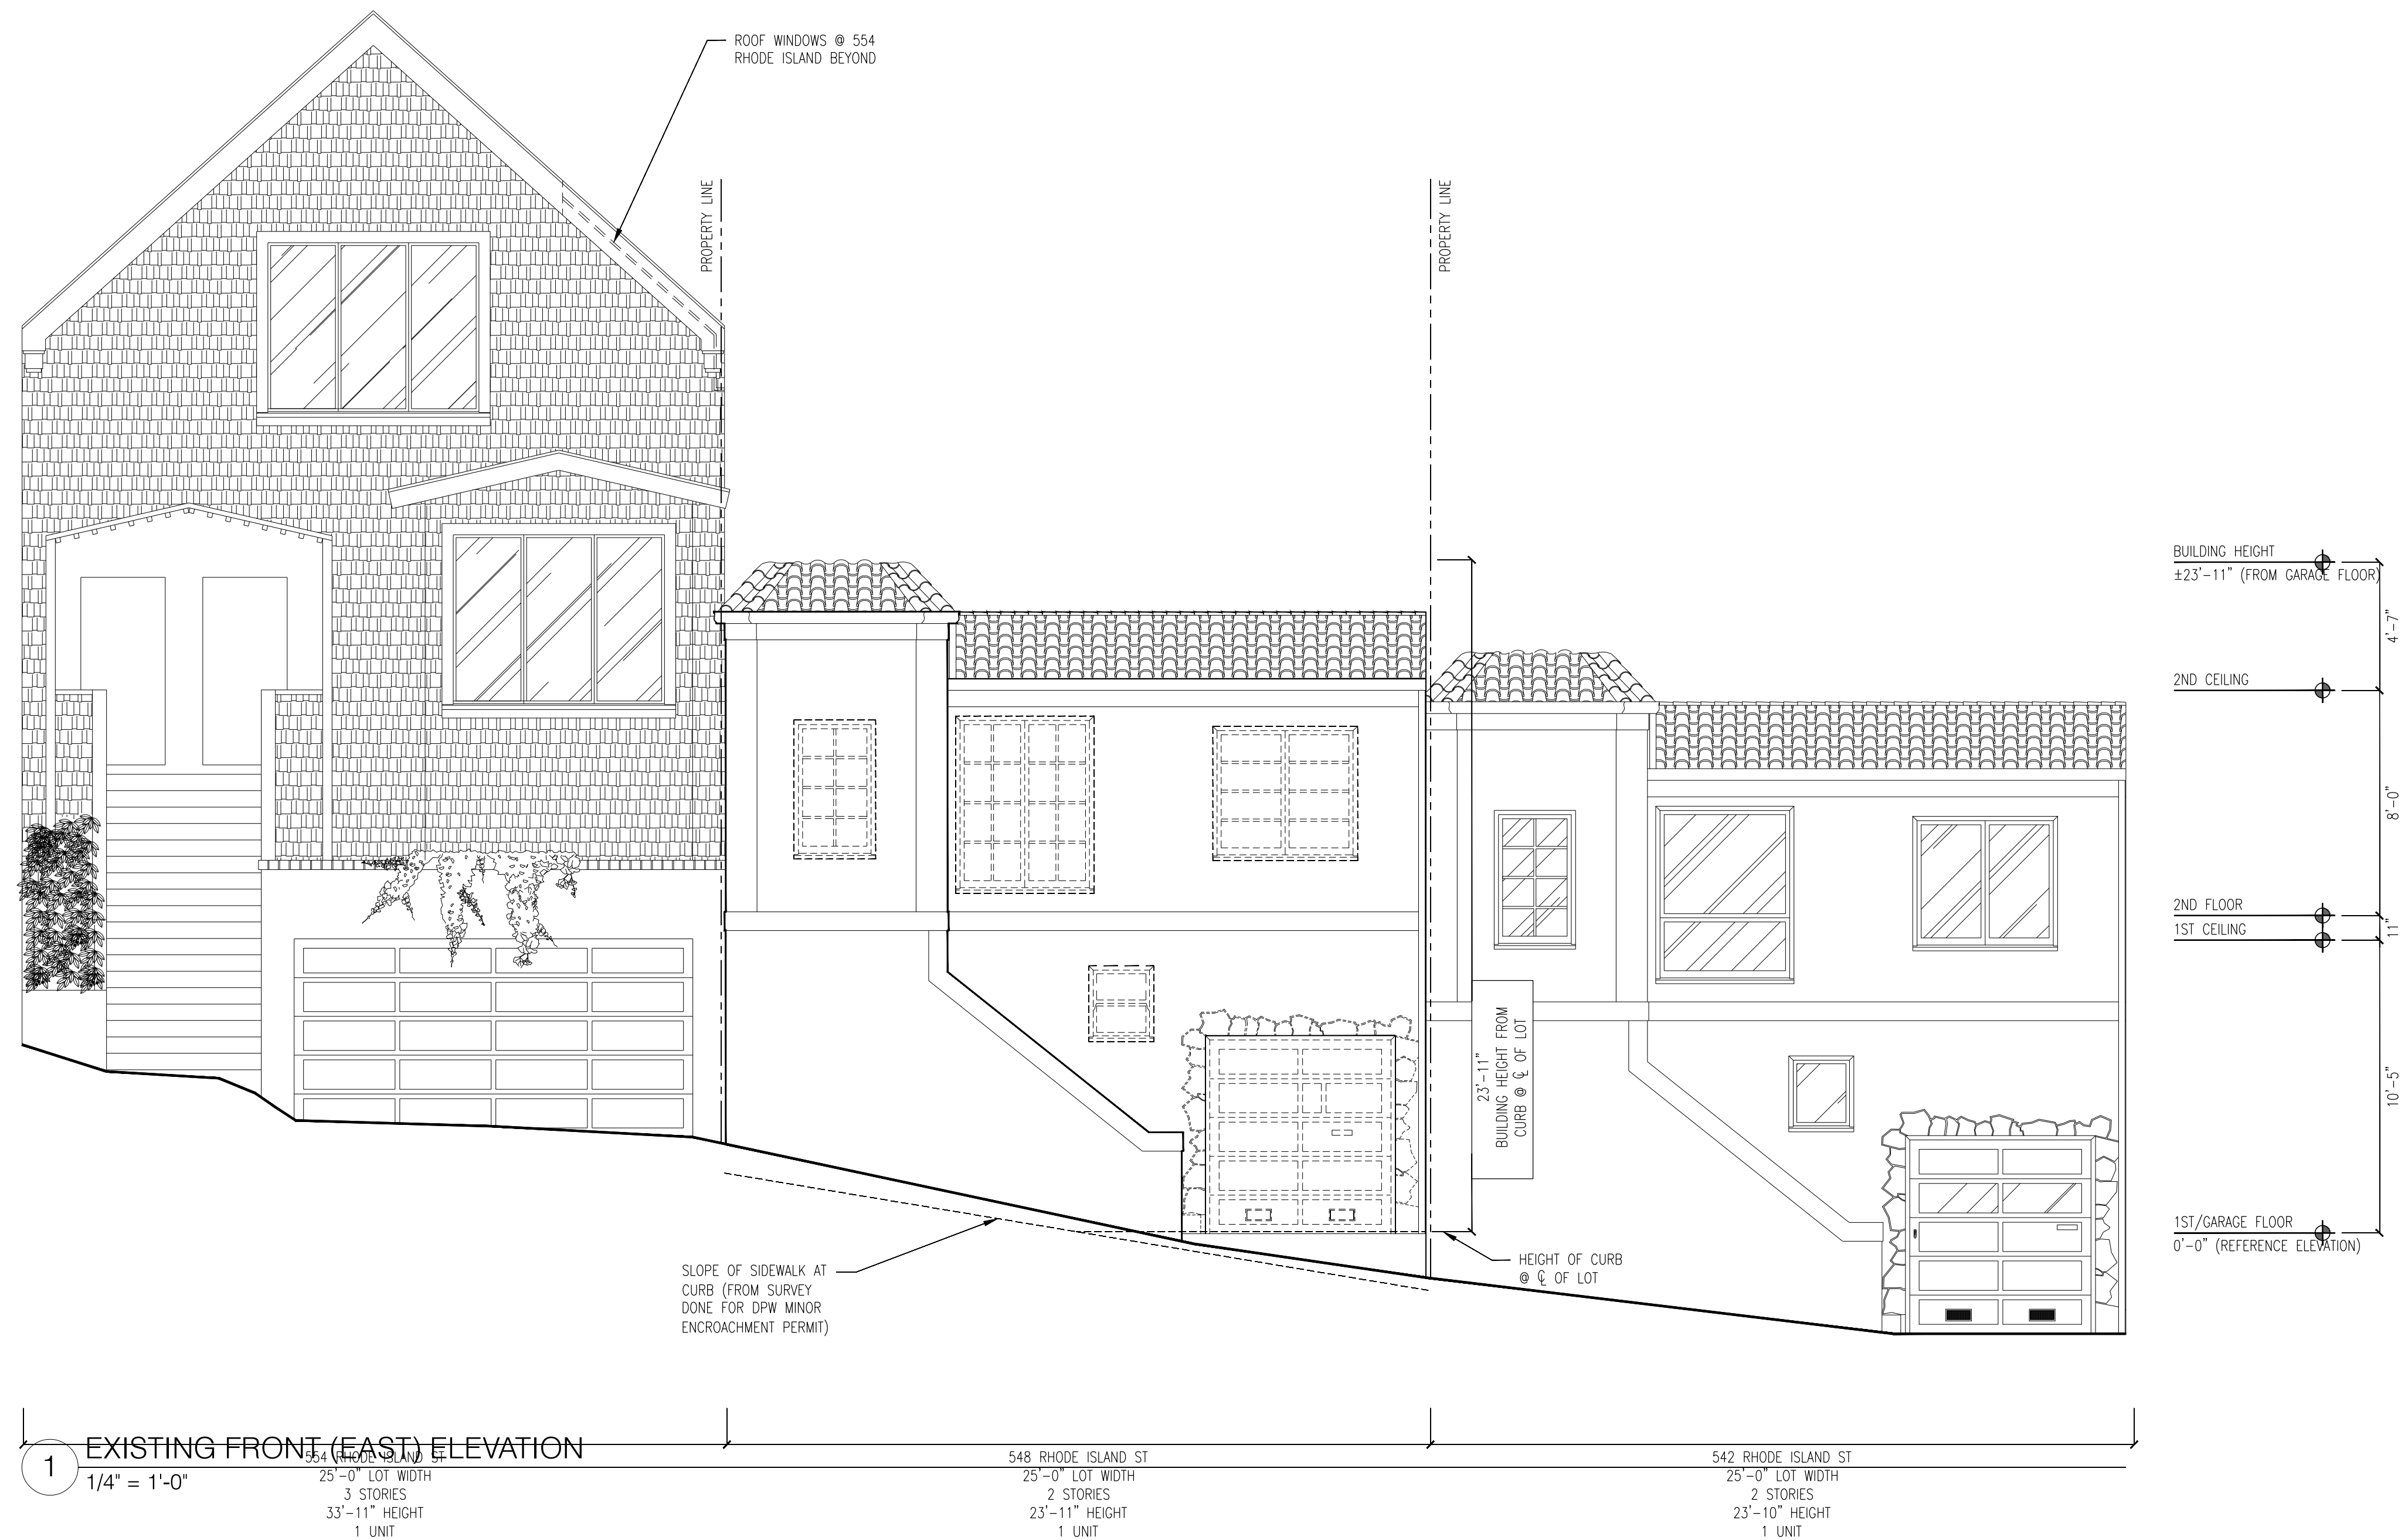 ROOF WINDOWS @ 554
RHODE ISLAND BEYOND
PROPERTY LINE
PROPERTY LINE
BUILDING HEIGHT
±23'-11" (FROM GARAGE FLOOR)
4'-7"
2ND CEILING
8'-0"
2ND FLOOR
11"
1ST CEILING
10'-5"
1ST/GARAGE FLOOR
0'-0" (REFERENCE ELEVATION)
23'-11"
BUILDING HEIGHT FROM
CURB @ ℄ OF LOT
HEIGHT OF CURB
@ ℄ OF LOT
SLOPE OF SIDEWALK AT
CURB (FROM SURVEY
DONE FOR DPW MINOR
ENCROACHMENT PERMIT)
1
EXISTING FRONT (EAST) ELEVATION
1/4" = 1'-0"
554 RHODE ISLAND ST
25'-0" LOT WIDTH
3 STORIES
33'-11" HEIGHT
1 UNIT
548 RHODE ISLAND ST
25'-0" LOT WIDTH
2 STORIES
23'-11" HEIGHT
1 UNIT
542 RHODE ISLAND ST
25'-0" LOT WIDTH
2 STORIES
23'-10" HEIGHT
1 UNIT